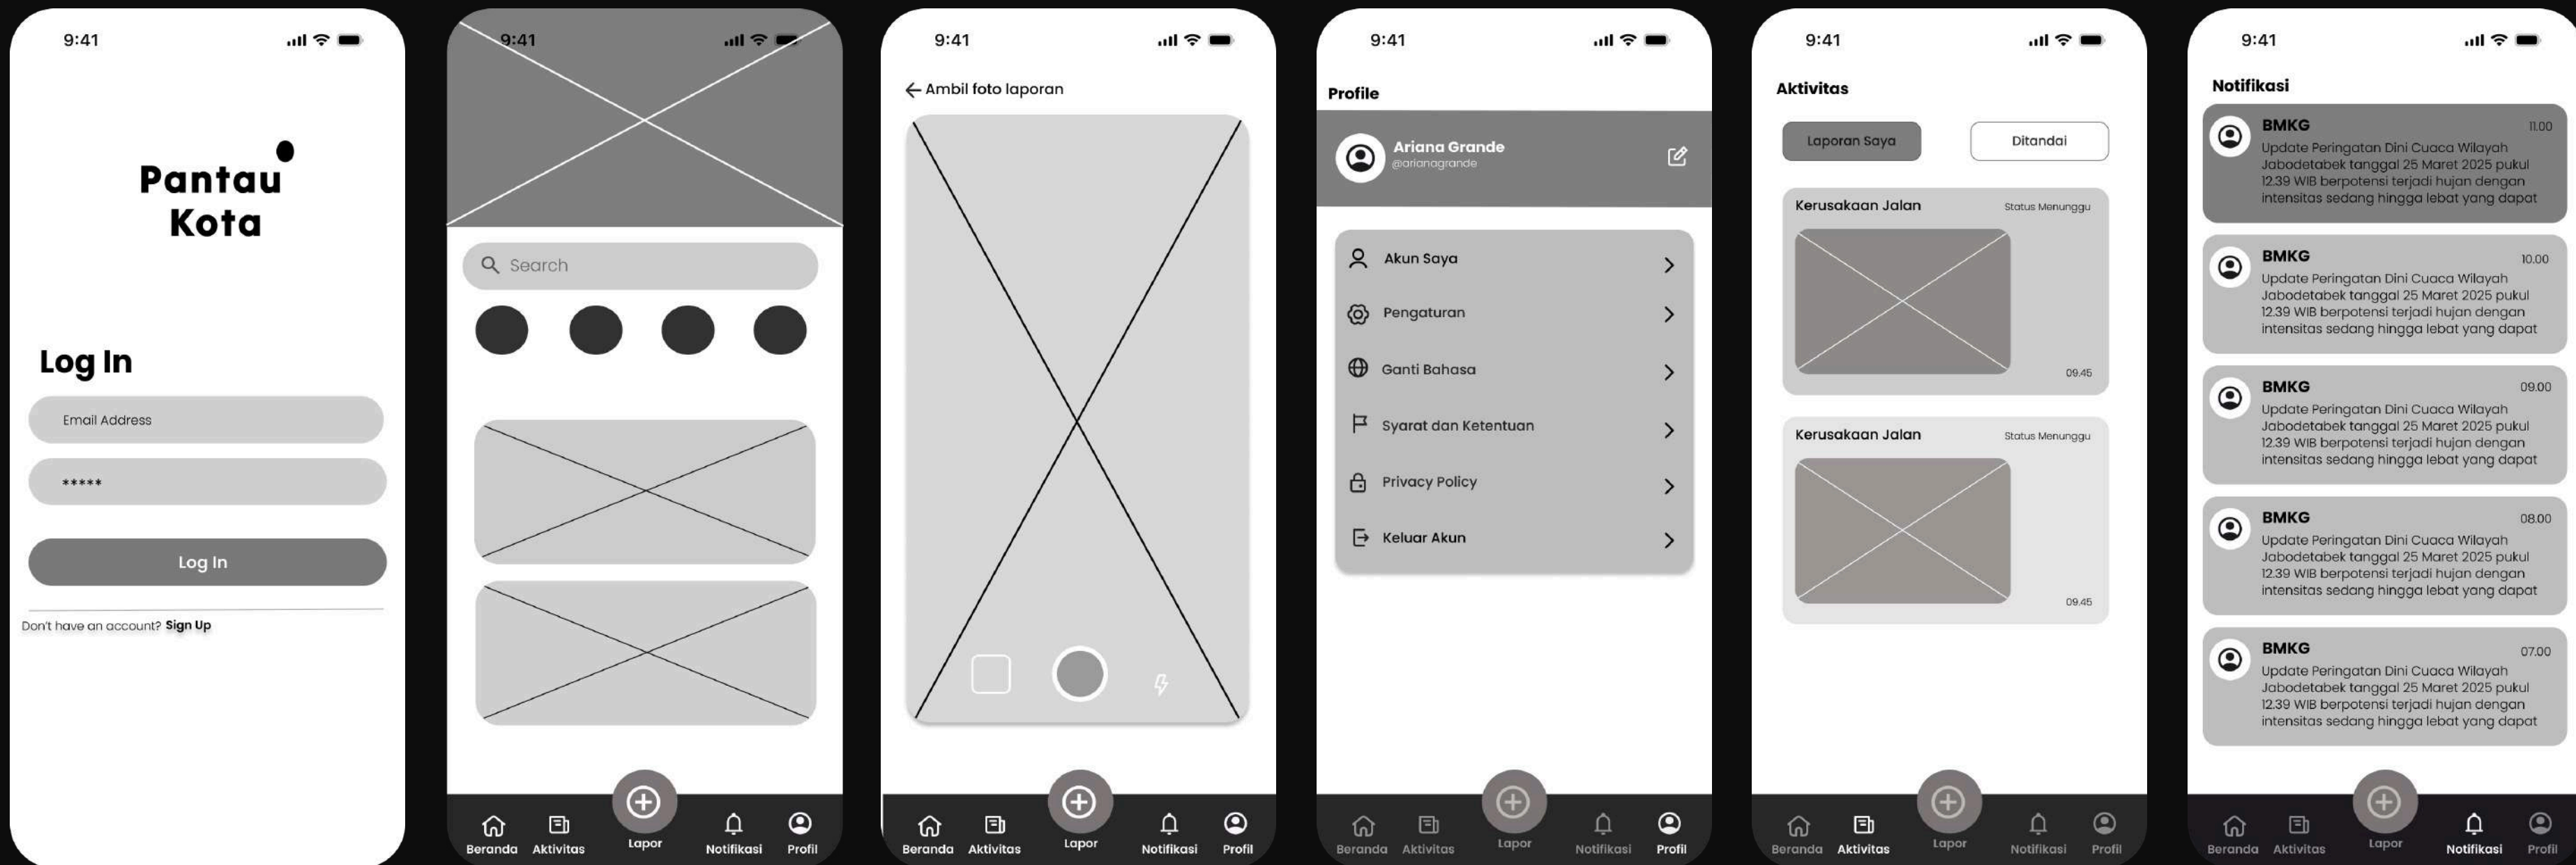 9:41
Pantau
Kota
Log In
Email Address
*****
Log In
Don't have an account? Sign Up
9:41
Search
Beranda Aktivitas Lapor Notifikasi Profil
9:41
Ambil foto laporan
Beranda Aktivitas Lapor Notifikasi Profil
9:41
Profile
Ariana Grande
@arianagrande
Akun Saya
Pengaturan
Ganti Bahasa
Syarat dan Ketentuan
Privacy Policy
Keluar Akun
Beranda Aktivitas Lapor Notifikasi Profil
9:41
Aktivitas
Laporan Saya Ditandai
Kerusakaan Jalan Status Menunggu
09.45
Kerusakaan Jalan Status Menunggu
09.45
Beranda Aktivitas Lapor Notifikasi Profil
9:41
Notifikasi
BMKG 11.00
Update Peringatan Dini Cuaca Wilayah
Jabodetabek tanggal 25 Maret 2025 pukul
12.39 WIB berpotensi terjadi hujan dengan
intensitas sedang hingga lebat yang dapat
BMKG 10.00
Update Peringatan Dini Cuaca Wilayah
Jabodetabek tanggal 25 Maret 2025 pukul
12.39 WIB berpotensi terjadi hujan dengan
intensitas sedang hingga lebat yang dapat
BMKG 09.00
Update Peringatan Dini Cuaca Wilayah
Jabodetabek tanggal 25 Maret 2025 pukul
12.39 WIB berpotensi terjadi hujan dengan
intensitas sedang hingga lebat yang dapat
BMKG 08.00
Update Peringatan Dini Cuaca Wilayah
Jabodetabek tanggal 25 Maret 2025 pukul
12.39 WIB berpotensi terjadi hujan dengan
intensitas sedang hingga lebat yang dapat
BMKG 07.00
Update Peringatan Dini Cuaca Wilayah
Jabodetabek tanggal 25 Maret 2025 pukul
12.39 WIB berpotensi terjadi hujan dengan
intensitas sedang hingga lebat yang dapat
Beranda Aktivitas Lapor Notifikasi Profil